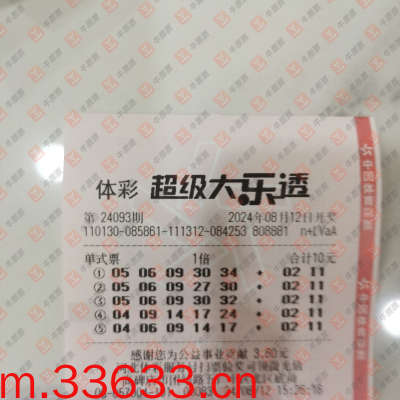 体彩 超级大乐透
第 24093期 2024年08月12日开奖
110130-085861-111312-084253 808881 n+LVaA
单式票 1倍 合计10元
① 05 06 09 30 34 • 02 11
② 05 06 09 27 30 • 02 11
③ 05 06 09 30 32 • 02 11
④ 04 09 14 17 24 • 02 11
⑤ 04 06 09 14 17 • 02 11
感谢您为公益事业贡献 3.60元
m.33633.cn